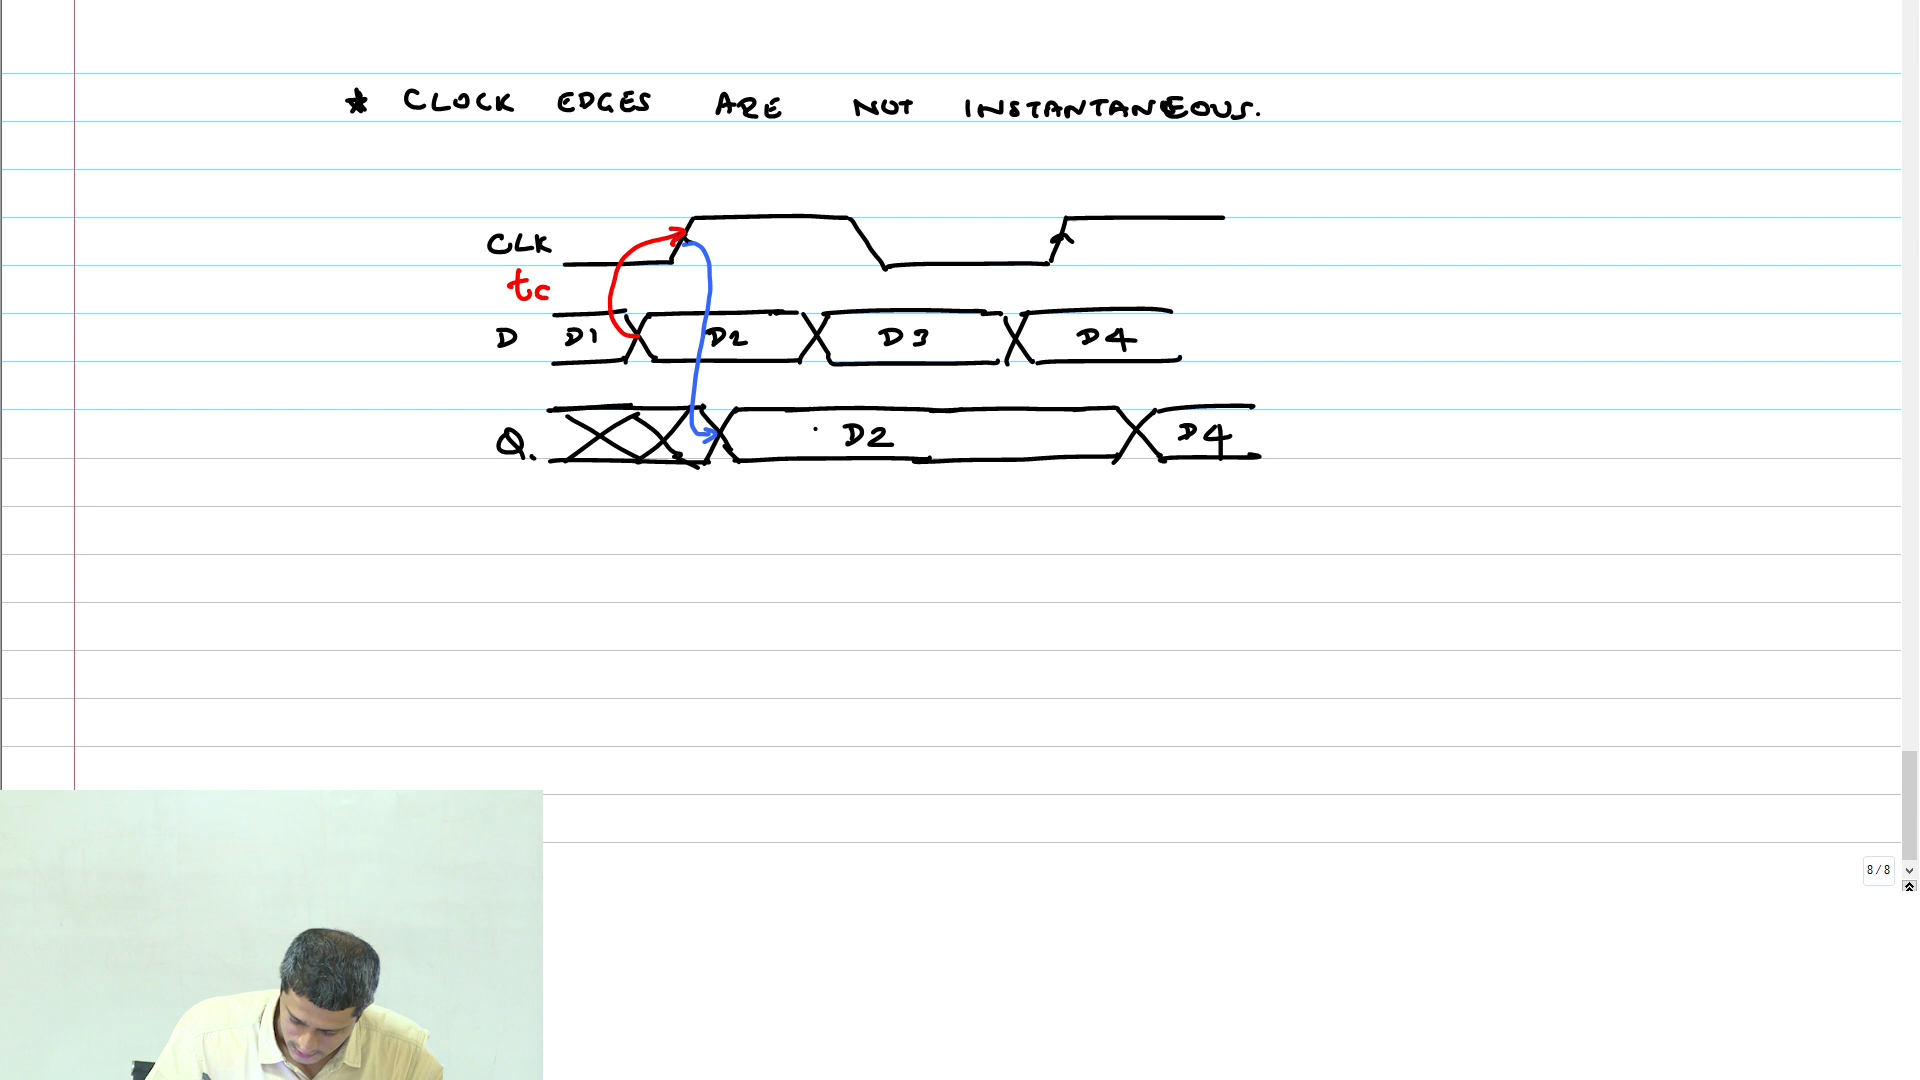 * CLOCK EDGES ARE NOT INSTANTANEOUS.
CLK
tc
D D1 D2 D3 D4
Q. D2 D4
8 / 8